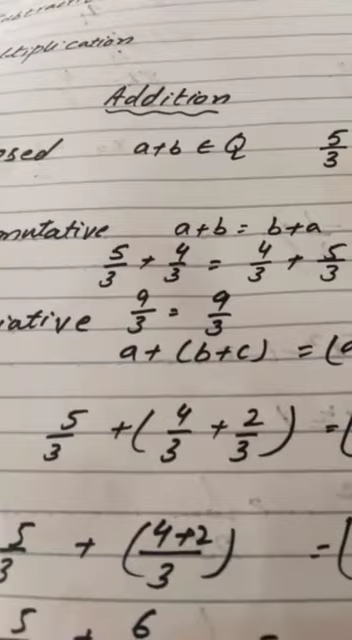 Addition
a+b ∈ Q 5/3
a+b = b+a
5/3 + 4/3 = 4/3 + 5/3
9/3 = 9/3
a + (b+c) = (a
5/3 + (4/3 + 2/3) = (
5/3 + ((4+2)/3) = (
5 + 6